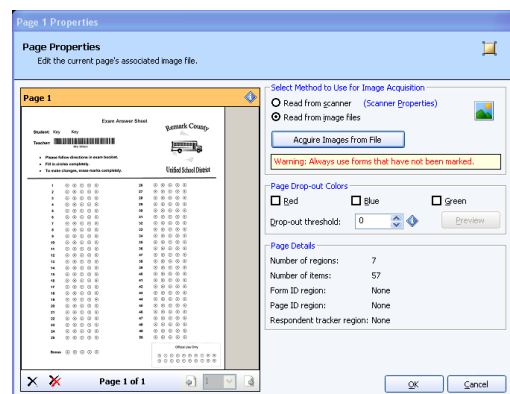 Page 1 Properties
Page Properties
Edit the current page's associated image file.
Page 1
Exam Answer Sheet
Student: Key Key
Teacher:
Remark County
Unified School District
• Please follow directions in exam booklet.
• Fill in circles completely.
• To make changes, erase marks completely.
Bonus
Official Use Only
Page 1 of 1
1
Select Method to Use for Image Acquisition
Read from scanner (Scanner Properties)
Read from image files
Acquire Images from File
Warning: Always use forms that have not been marked.
Page Drop-out Colors
Red Blue Green
Drop-out threshold: 0 Preview
Page Details
Number of regions: 7
Number of items: 57
Form ID region: None
Page ID region: None
Respondent tracker region: None
OK Cancel